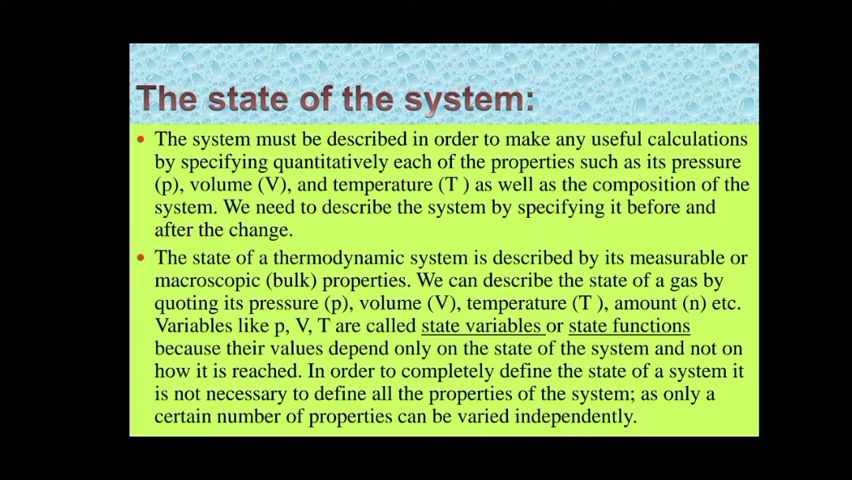 The state of the system:
• The system must be described in order to make any useful calculations
by specifying quantitatively each of the properties such as its pressure
(p), volume (V), and temperature (T ) as well as the composition of the
system. We need to describe the system by specifying it before and
after the change.
• The state of a thermodynamic system is described by its measurable or
macroscopic (bulk) properties. We can describe the state of a gas by
quoting its pressure (p), volume (V), temperature (T ), amount (n) etc.
Variables like p, V, T are called state variables or state functions
because their values depend only on the state of the system and not on
how it is reached. In order to completely define the state of a system it
is not necessary to define all the properties of the system; as only a
certain number of properties can be varied independently.